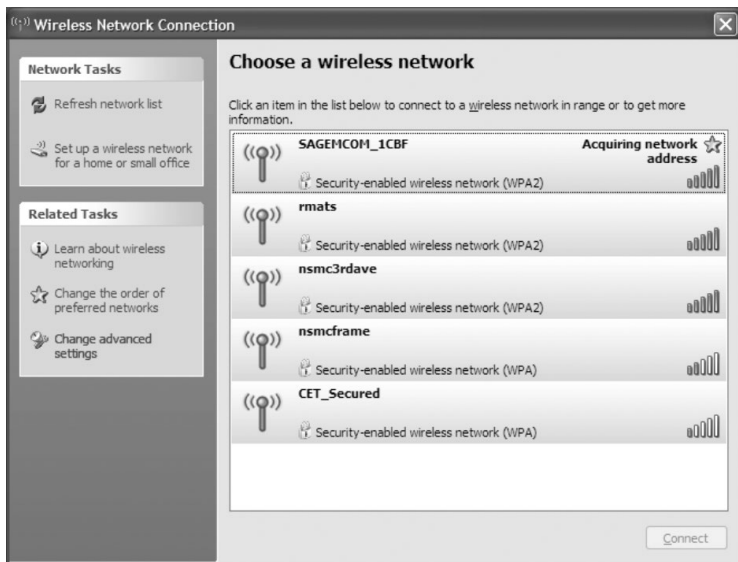 Wireless Network Connection
Network Tasks
Refresh network list
Set up a wireless network
for a home or small office
Related Tasks
Learn about wireless
networking
Change the order of
preferred networks
Change advanced
settings
Choose a wireless network
Click an item in the list below to connect to a wireless network in range or to get more
information.
SAGEMCOM_1CBF
Acquiring network
address
Security-enabled wireless network (WPA2)
rmats
Security-enabled wireless network (WPA2)
nsmc3rdave
Security-enabled wireless network (WPA2)
nsmcframe
Security-enabled wireless network (WPA)
CET_Secured
Security-enabled wireless network (WPA)
Connect